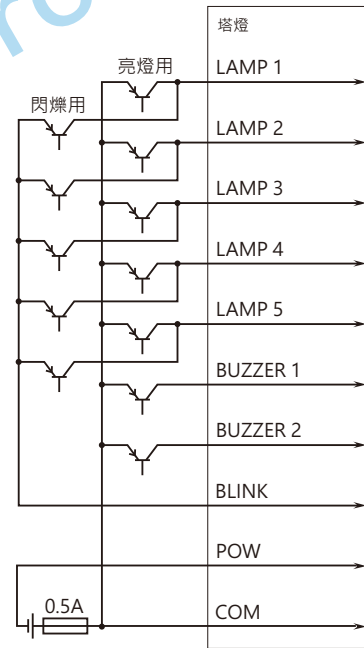 ro
塔燈
亮燈用
LAMP 1
閃爍用
LAMP 2
LAMP 3
LAMP 4
LAMP 5
BUZZER 1
BUZZER 2
BLINK
POW
0.5A
COM